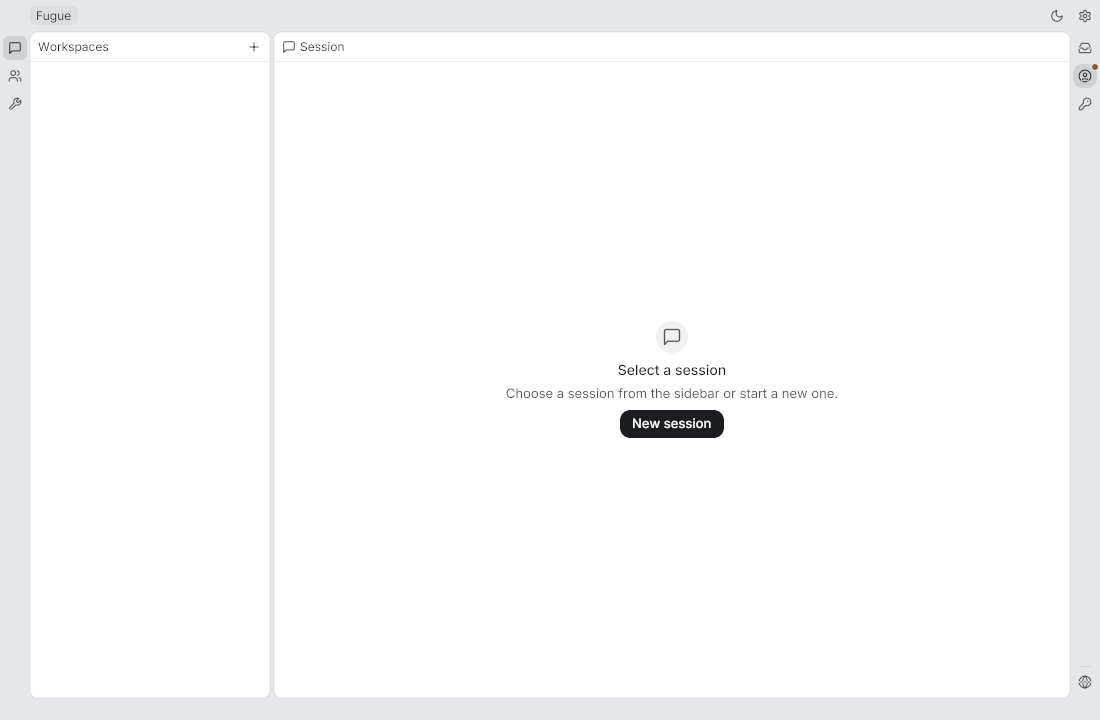 Fugue
Workspaces
Session
Select a session
Choose a session from the sidebar or start a new one.
New session